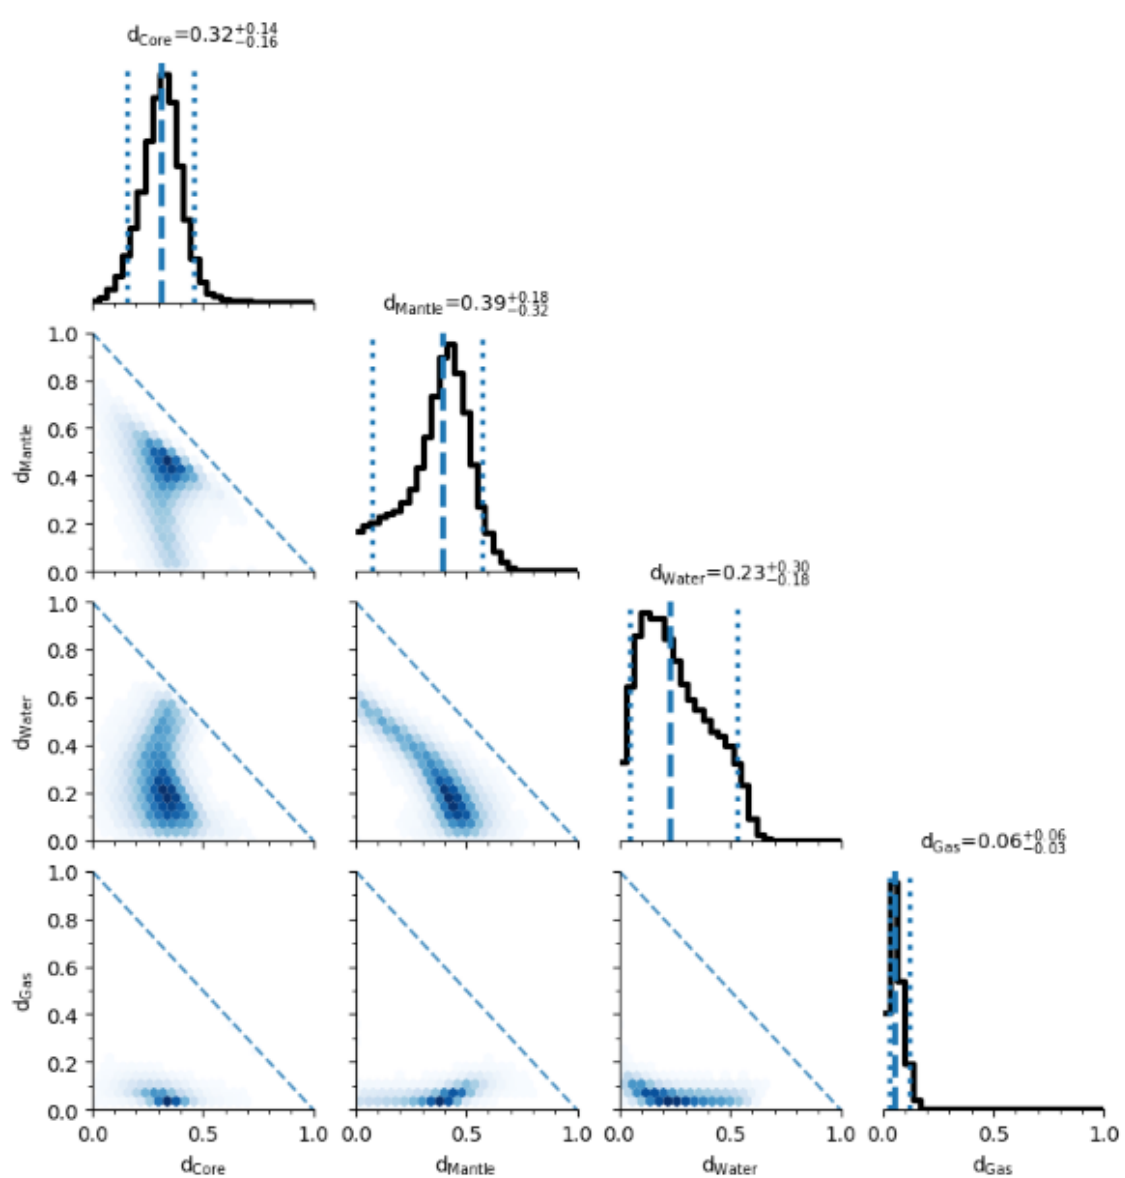 d_Core=0.32^{+0.14}_{-0.16}
d_Mantle=0.39^{+0.18}_{-0.32}
1.0
0.8
0.6
0.4
0.2
0.0
d_Mantle
d_Water=0.23^{+0.30}_{-0.18}
1.0
0.8
0.6
0.4
0.2
0.0
d_Water
d_Gas=0.06^{+0.06}_{-0.03}
1.0
0.8
0.6
0.4
0.2
0.0
d_Gas
0.0 0.5 1.0 0.0 0.5 1.0 0.0 0.5 1.0 0.0 0.5 1.0
d_Core d_Mantle d_Water d_Gas